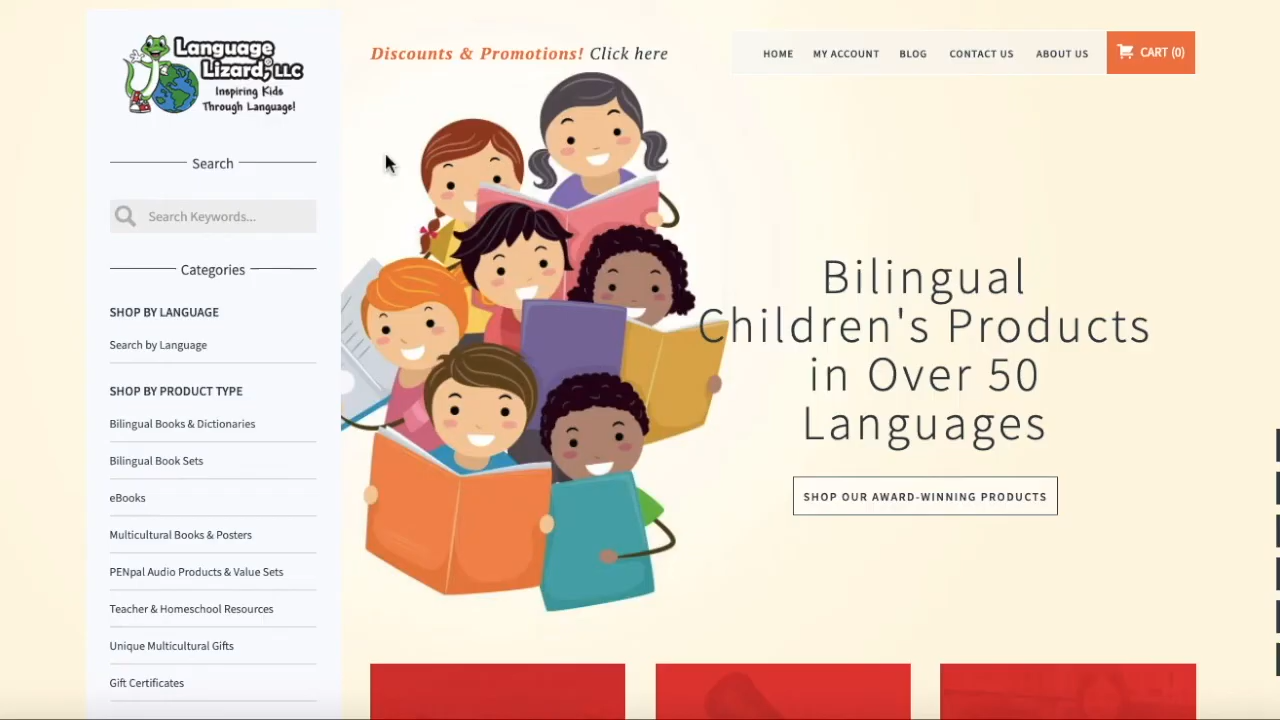 Language
Lizard, LLC
Inspiring Kids
Through Language!
Discounts & Promotions! Click here
HOME
MY ACCOUNT
BLOG
CONTACT US
ABOUT US
CART (0)
Search
Search Keywords...
Categories
SHOP BY LANGUAGE
Search by Language
SHOP BY PRODUCT TYPE
Bilingual Books & Dictionaries
Bilingual Book Sets
eBooks
Multicultural Books & Posters
PENpal Audio Products & Value Sets
Teacher & Homeschool Resources
Unique Multicultural Gifts
Gift Certificates
Bilingual
Children's Products
in Over 50
Languages
SHOP OUR AWARD-WINNING PRODUCTS